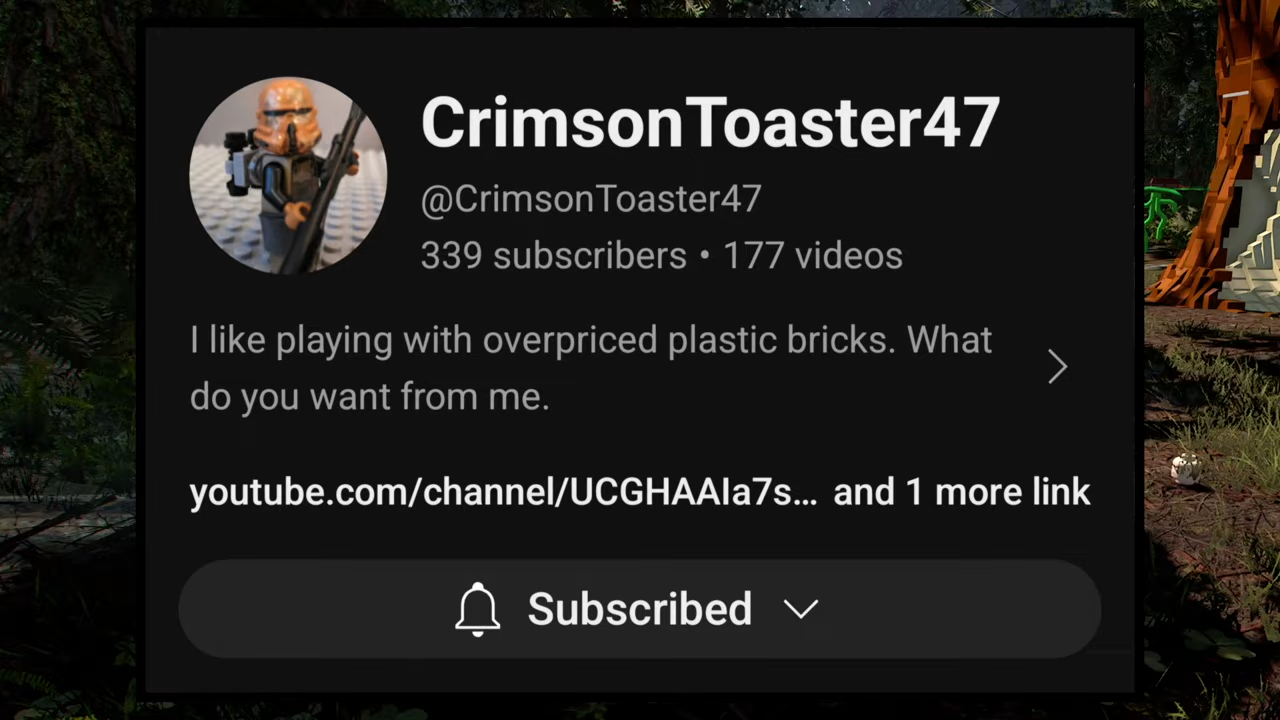 CrimsonToaster47
@CrimsonToaster47
339 subscribers • 177 videos
I like playing with overpriced plastic bricks. What
do you want from me.
youtube.com/channel/UCGHAAIa7s... and 1 more link
Subscribed